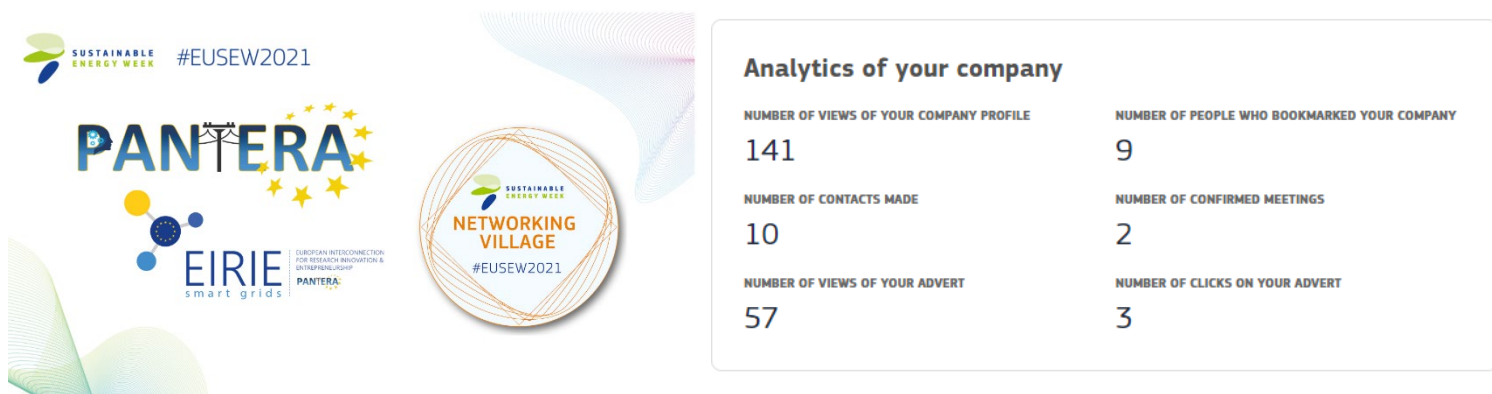 SUSTAINABLE
ENERGY WEEK
#EUSEW2021
PANTERA
EIRIE
smart grids
EUROPEAN INTERCONNECTION
FOR RESEARCH INNOVATION &
ENTREPRENEURSHIP
PANTERA
SUSTAINABLE
ENERGY WEEK
NETWORKING
VILLAGE
#EUSEW2021
Analytics of your company
NUMBER OF VIEWS OF YOUR COMPANY PROFILE
141
NUMBER OF PEOPLE WHO BOOKMARKED YOUR COMPANY
9
NUMBER OF CONTACTS MADE
10
NUMBER OF CONFIRMED MEETINGS
2
NUMBER OF VIEWS OF YOUR ADVERT
57
NUMBER OF CLICKS ON YOUR ADVERT
3